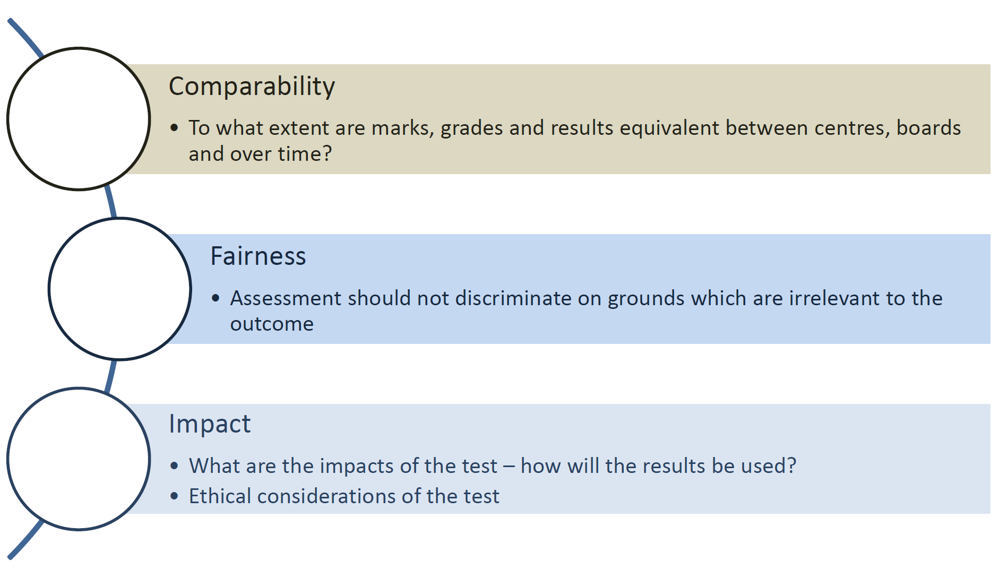 Comparability
• To what extent are marks, grades and results equivalent between centres, boards
and over time?
Fairness
• Assessment should not discriminate on grounds which are irrelevant to the
outcome
Impact
• What are the impacts of the test – how will the results be used?
• Ethical considerations of the test